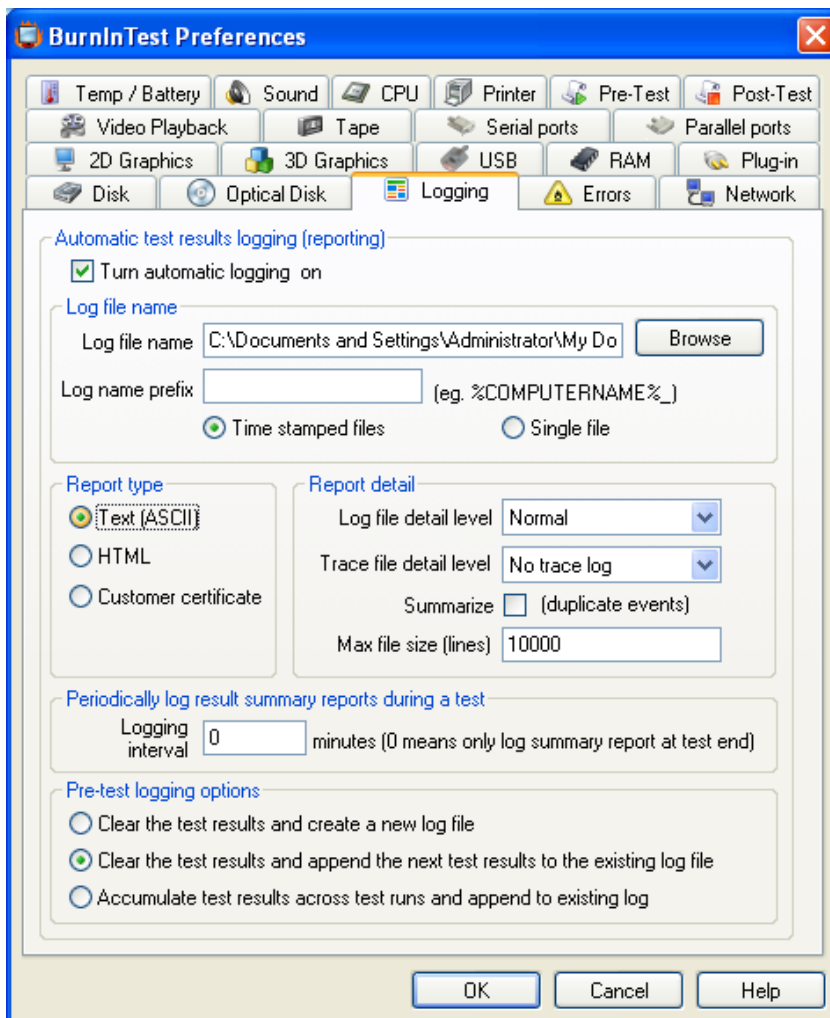 BurnInTest Preferences
Temp / Battery Sound CPU Printer Pre-Test Post-Test
Video Playback Tape Serial ports Parallel ports
2D Graphics 3D Graphics USB RAM Plug-in
Disk Optical Disk Logging Errors Network
Automatic test results logging (reporting)
Turn automatic logging on
Log file name
Log file name C:\Documents and Settings\Administrator\My Do Browse
Log name prefix (eg. %COMPUTERNAME%_)
Time stamped files Single file
Report type Report detail
Text (ASCII) Log file detail level Normal
HTML Trace file detail level No trace log
Customer certificate Summarize (duplicate events)
Max file size (lines) 10000
Periodically log result summary reports during a test
Logging
interval 0 minutes (0 means only log summary report at test end)
Pre-test logging options
Clear the test results and create a new log file
Clear the test results and append the next test results to the existing log file
Accumulate test results across test runs and append to existing log
OK Cancel Help